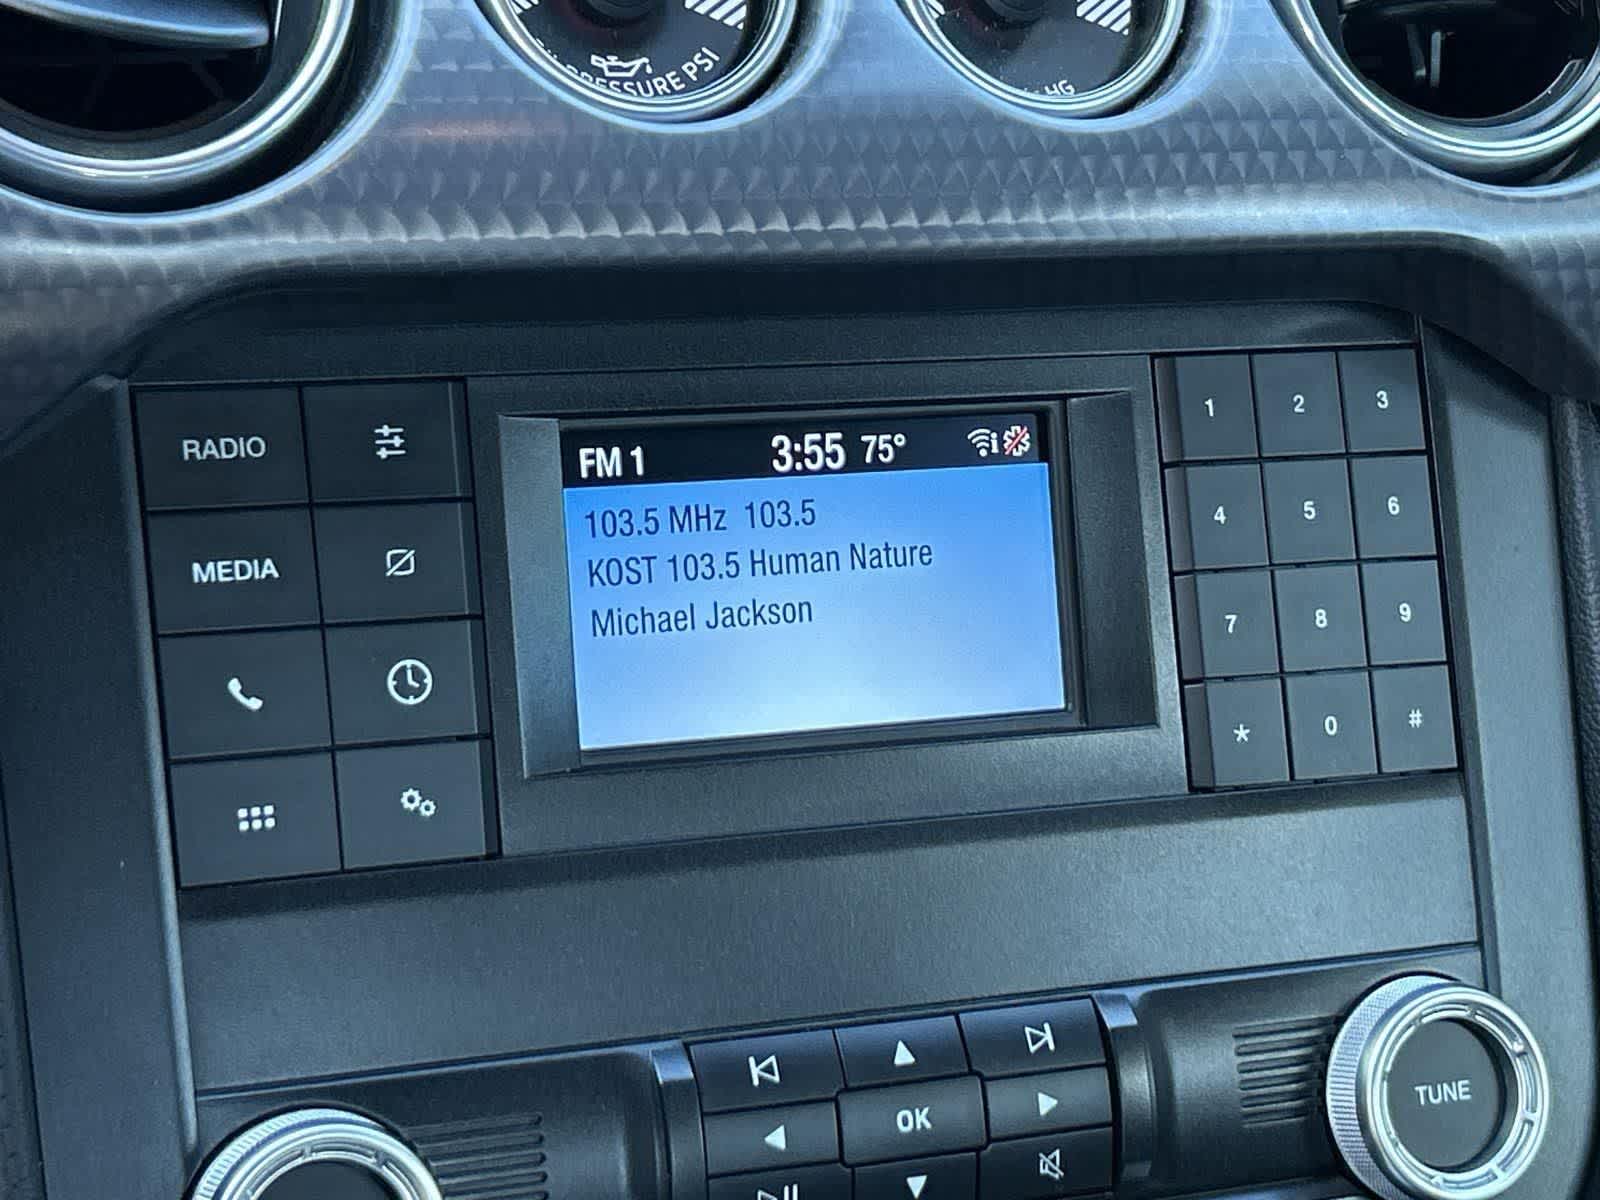 PRESSURE PSI
HG
FM 1 3:55 75°
103.5 MHz 103.5
KOST 103.5 Human Nature
Michael Jackson
RADIO
MEDIA
1 2 3
4 5 6
7 8 9
* 0 #
OK
TUNE